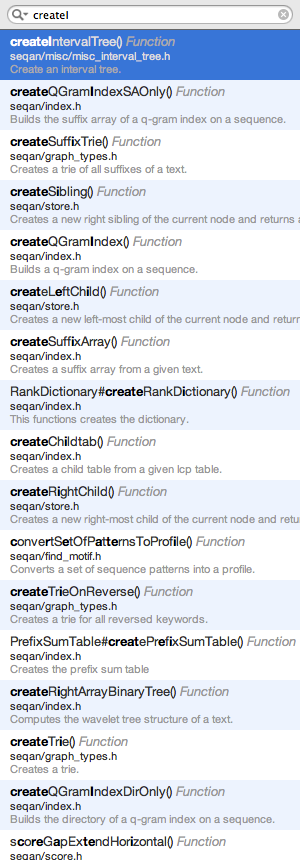 createI
createIntervalTree() Function
seqan/misc/misc_interval_tree.h
Create an interval tree.
createQGramIndexSAOnly() Function
seqan/index.h
Builds the suffix array of a q-gram index on a sequence.
createSuffixTrie() Function
seqan/graph_types.h
Creates a trie of all suffixes of a text.
createSibling() Function
seqan/store.h
Creates a new right sibling of the current node and returns
createQGramIndex() Function
seqan/index.h
Builds a q-gram index on a sequence.
createLeftChild() Function
seqan/store.h
Creates a new left-most child of the current node and return
createSuffixArray() Function
seqan/index.h
Creates a suffix array from a given text.
RankDictionary#createRankDictionary() Function
seqan/index.h
This functions creates the dictionary.
createChildtab() Function
seqan/index.h
Creates a child table from a given lcp table.
createRightChild() Function
seqan/store.h
Creates a new right-most child of the current node and retu
convertSetOfPatternsToProfile() Function
seqan/find_motif.h
Converts a set of sequence patterns into a profile.
createTrieOnReverse() Function
seqan/graph_types.h
Creates a trie for all reversed keywords.
PrefixSumTable#createPrefixSumTable() Function
seqan/index.h
Creates the prefix sum table
createRightArrayBinaryTree() Function
seqan/index.h
Computes the wavelet tree structure of a text.
createTrie() Function
seqan/graph_types.h
Creates a trie.
createQGramIndexDirOnly() Function
seqan/index.h
Builds the directory of a q-gram index on a sequence.
scoreGapExtendHorizontal() Function
seqan/score.h